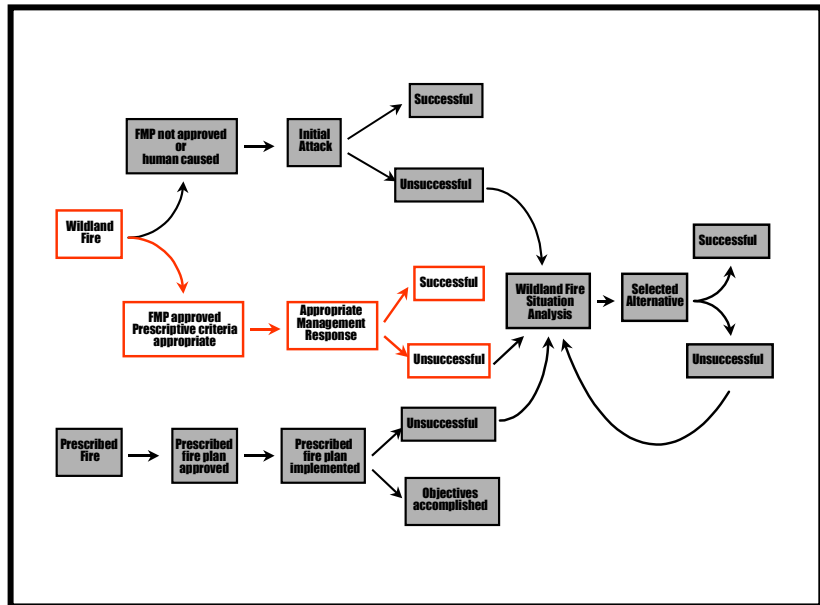 Successful
FMP not approved
or
human caused
Initial
Attack
Unsuccessful
Wildland
Fire
Successful
Successful
Wildland Fire
Situation
Analysis
Selected
Alternative
FMP approved
Prescriptive criteria
appropriate
Appropriate
Management
Response
Unsuccessful
Unsuccessful
Unsuccessful
Prescribed
Fire
Prescribed
fire plan
approved
Prescribed
fire plan
implemented
Objectives
accomplished